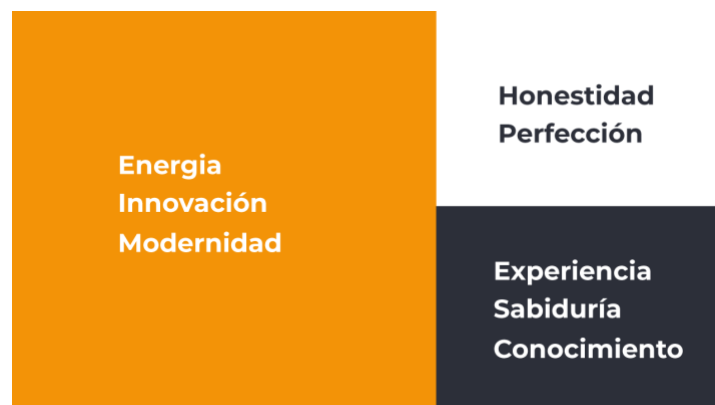 Energia
Innovación
Modernidad
Honestidad
Perfección
Experiencia
Sabiduría
Conocimiento